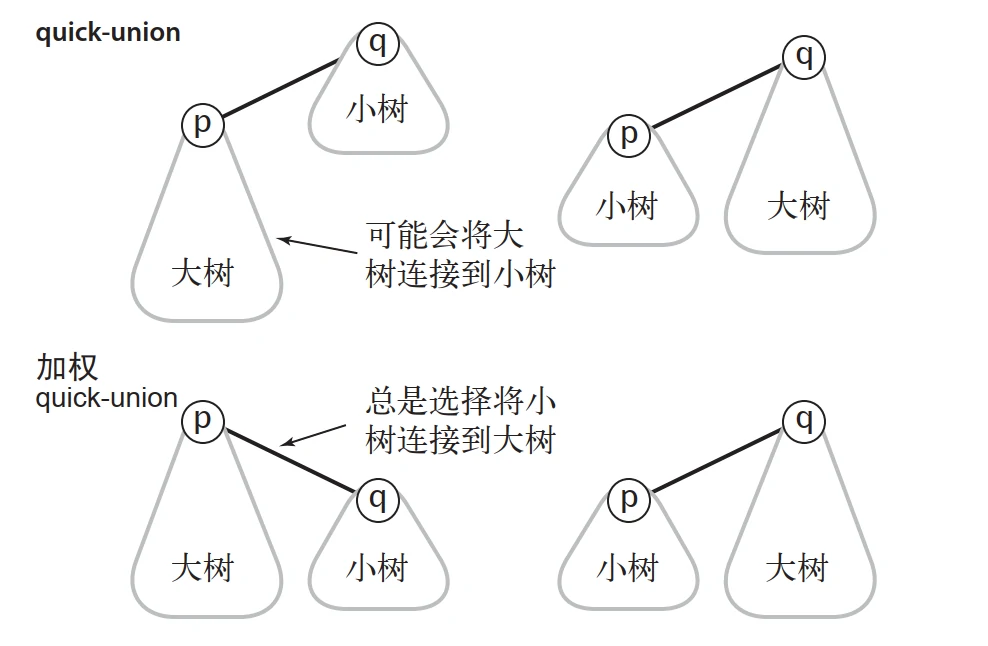 quick-union
q
小树
p
大树
可能会将大
树连接到小树
q
p
小树
大树
加权
quick-union
p
总是选择将小
树连接到大树
q
大树
小树
q
p
小树
大树